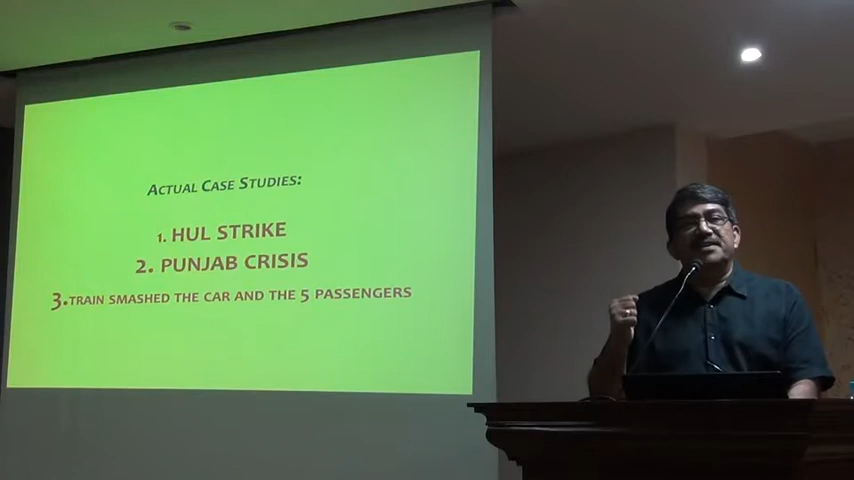 ACTUAL CASE STUDIES:
1. HUL STRIKE
2. PUNJAB CRISIS
3. TRAIN SMASHED THE CAR AND THE 5 PASSENGERS